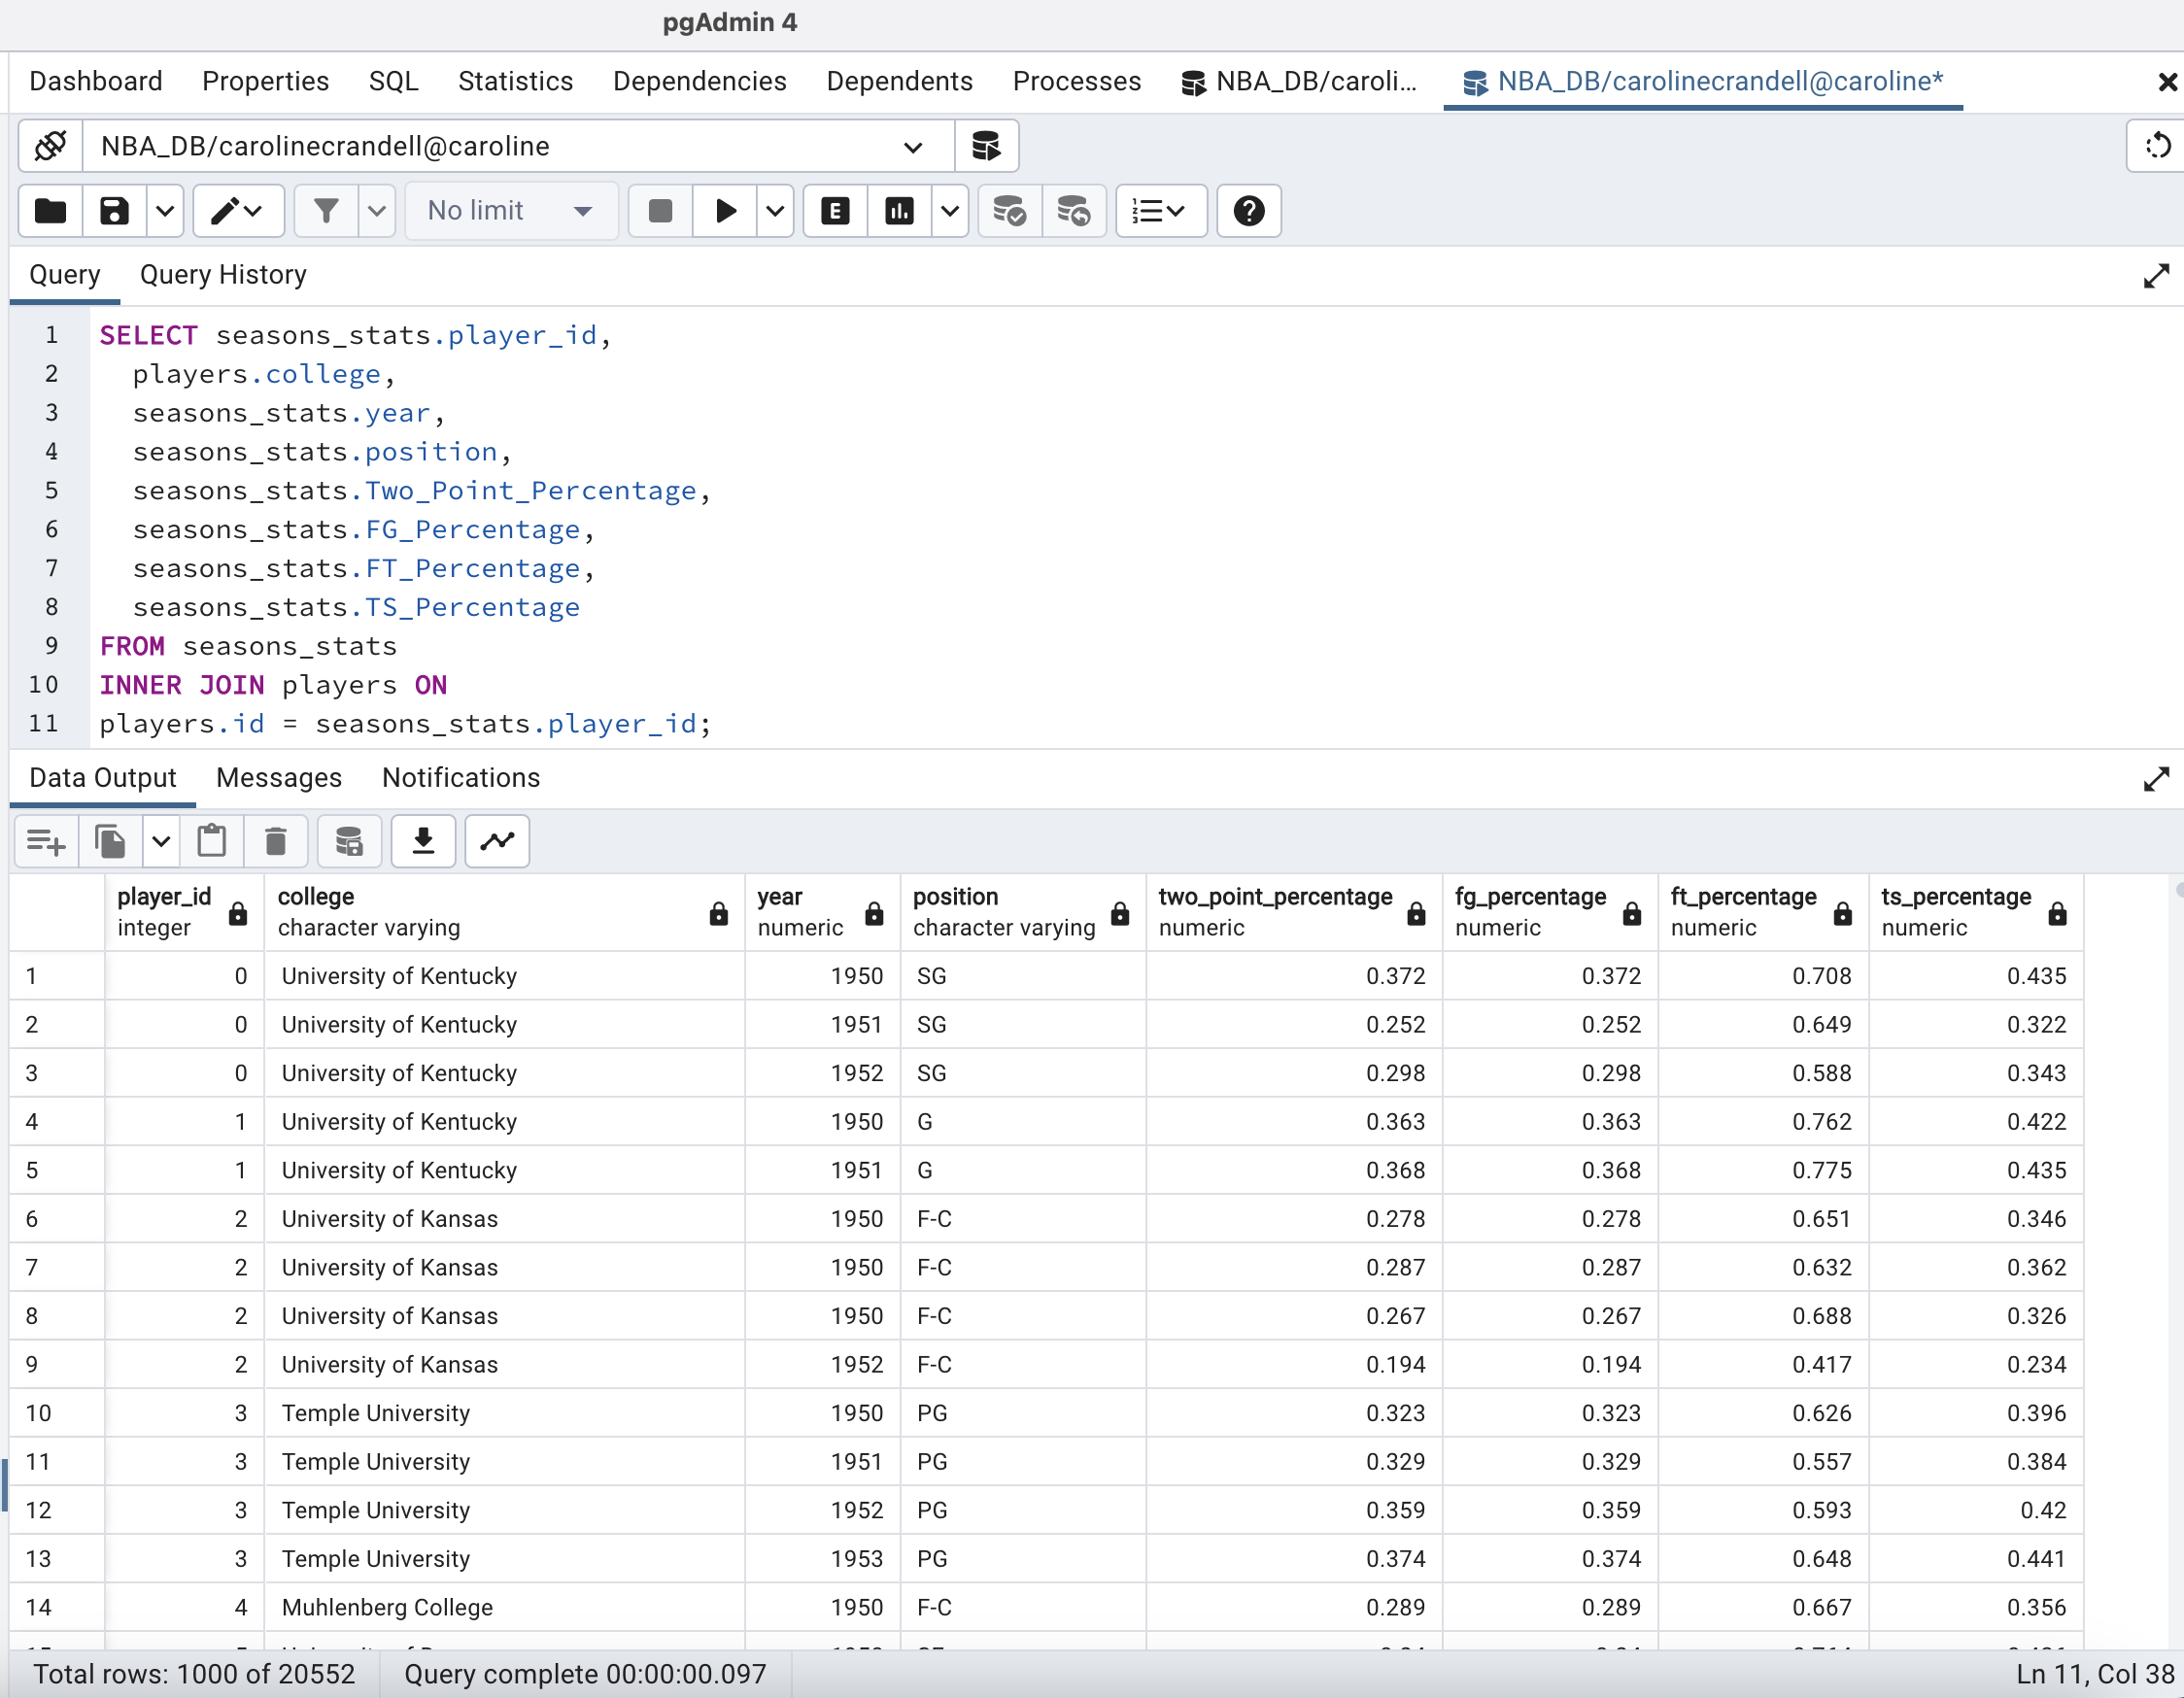 pgAdmin 4
Dashboard Properties SQL Statistics Dependencies Dependents Processes NBA_DB/caroli... NBA_DB/carolinecrandell@caroline*
NBA_DB/carolinecrandell@caroline
No limit E
Query Query History
1 SELECT seasons_stats.player_id,
2 players.college,
3 seasons_stats.year,
4 seasons_stats.position,
5 seasons_stats.Two_Point_Percentage,
6 seasons_stats.FG_Percentage,
7 seasons_stats.FT_Percentage,
8 seasons_stats.TS_Percentage
9 FROM seasons_stats
10 INNER JOIN players ON
11 players.id = seasons_stats.player_id;
Data Output Messages Notifications
player_id college year position two_point_percentage fg_percentage ft_percentage ts_percentage
integer character varying numeric character varying numeric numeric numeric numeric
1 0 University of Kentucky 1950 SG 0.372 0.372 0.708 0.435
2 0 University of Kentucky 1951 SG 0.252 0.252 0.649 0.322
3 0 University of Kentucky 1952 SG 0.298 0.298 0.588 0.343
4 1 University of Kentucky 1950 G 0.363 0.363 0.762 0.422
5 1 University of Kentucky 1951 G 0.368 0.368 0.775 0.435
6 2 University of Kansas 1950 F-C 0.278 0.278 0.651 0.346
7 2 University of Kansas 1950 F-C 0.287 0.287 0.632 0.362
8 2 University of Kansas 1950 F-C 0.267 0.267 0.688 0.326
9 2 University of Kansas 1952 F-C 0.194 0.194 0.417 0.234
10 3 Temple University 1950 PG 0.323 0.323 0.626 0.396
11 3 Temple University 1951 PG 0.329 0.329 0.557 0.384
12 3 Temple University 1952 PG 0.359 0.359 0.593 0.42
13 3 Temple University 1953 PG 0.374 0.374 0.648 0.441
14 4 Muhlenberg College 1950 F-C 0.289 0.289 0.667 0.356
Total rows: 1000 of 20552 Query complete 00:00:00.097 Ln 11, Col 38